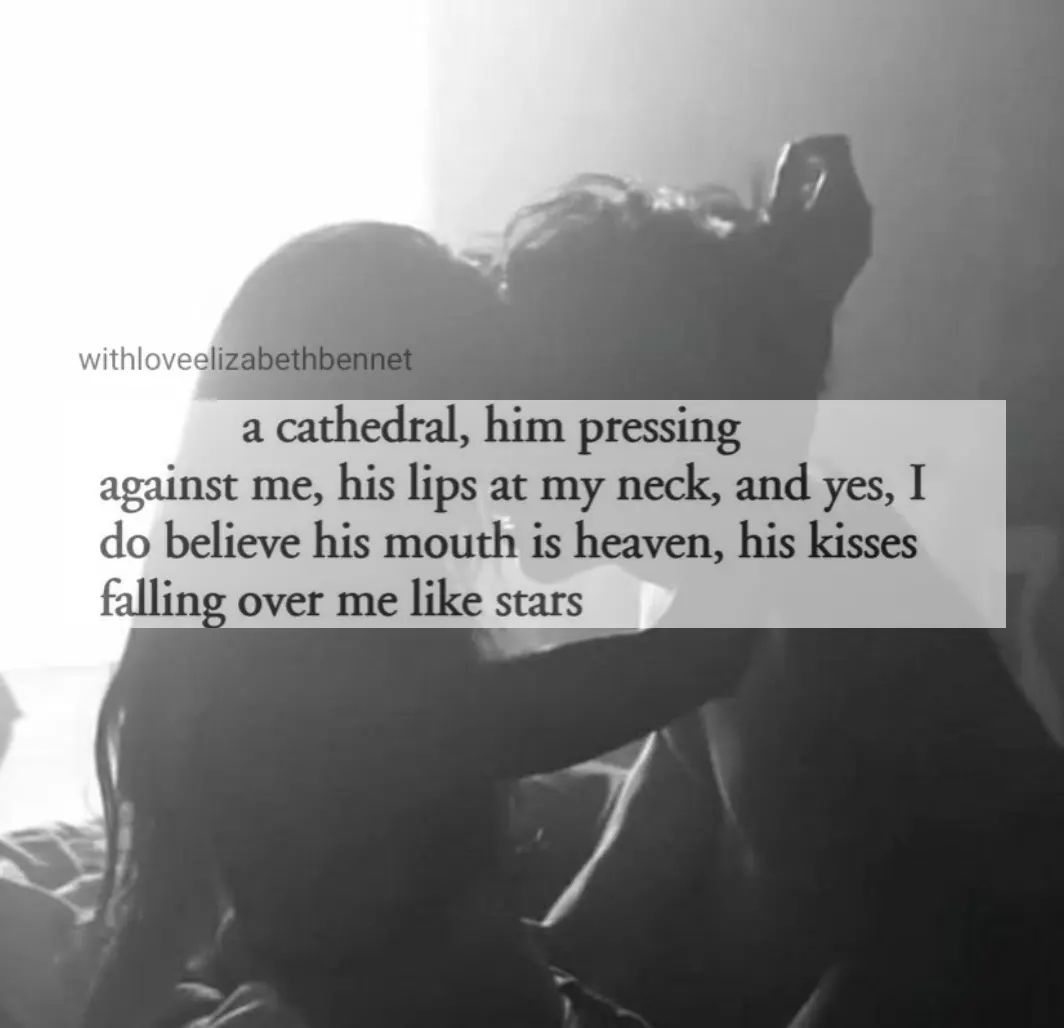 withloveelizabethbennet
a cathedral, him pressing
against me, his lips at my neck, and yes, I
do believe his mouth is heaven, his kisses
falling over me like stars